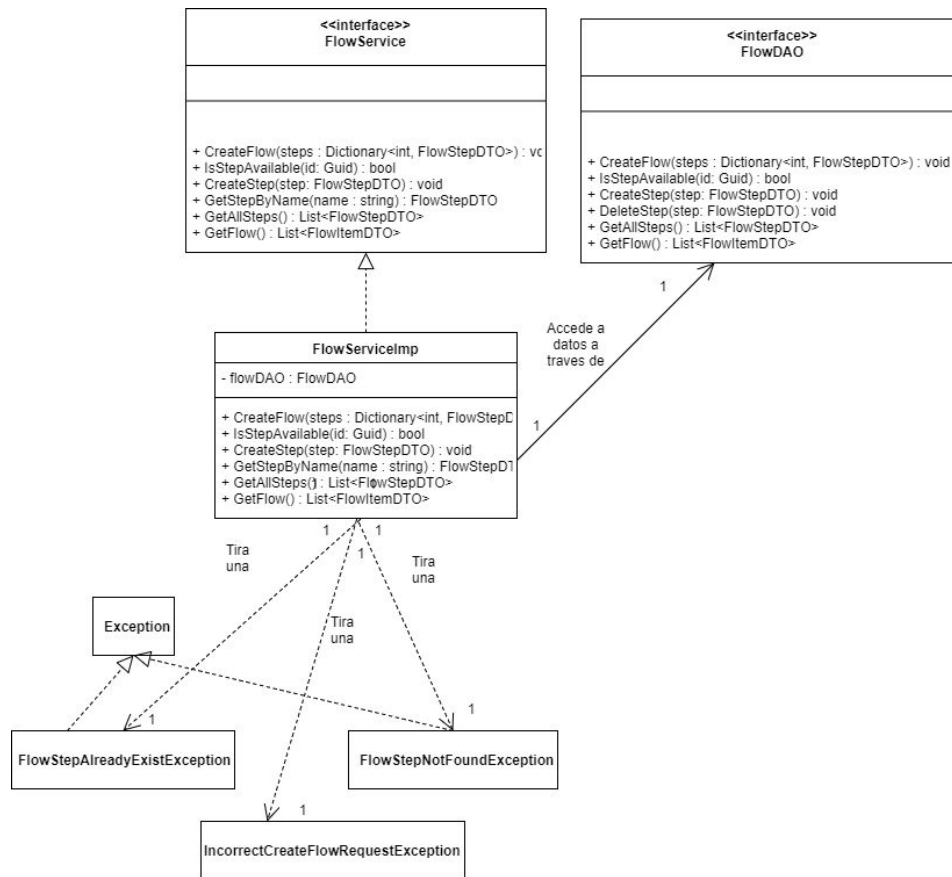 <<interface>>
FlowService
+ CreateFlow(steps : Dictionary<int, FlowStepDTO>) : vo
+ IsStepAvailable(id: Guid) : bool
+ CreateStep(step: FlowStepDTO) : void
+ GetStepByName(name : string) : FlowStepDTO
+ GetAllSteps() : List<FlowStepDTO>
+ GetFlow() : List<FlowItemDTO>
<<interface>>
FlowDAO
+ CreateFlow(steps : Dictionary<int, FlowStepDTO>) : void
+ IsStepAvailable(id: Guid) : bool
+ CreateStep(step: FlowStepDTO) : void
+ DeleteStep(step: FlowStepDTO) : void
+ GetAllSteps() : List<FlowStepDTO>
+ GetFlow() : List<FlowItemDTO>
1
Accede a
datos a
traves de
1
FlowServiceImp
- flowDAO : FlowDAO
+ CreateFlow(steps : Dictionary<int, FlowStepD
+ IsStepAvailable(id: Guid) : bool
+ CreateStep(step: FlowStepDTO) : void
+ GetStepByName(name : string) : FlowStepDT
+ GetAllSteps() : List<FlowStepDTO>
+ GetFlow() : List<FlowItemDTO>
1
1
1
Tira
una
Tira
una
Tira
una
Exception
1
1
FlowStepAlreadyExistException
FlowStepNotFoundException
1
IncorrectCreateFlowRequestException